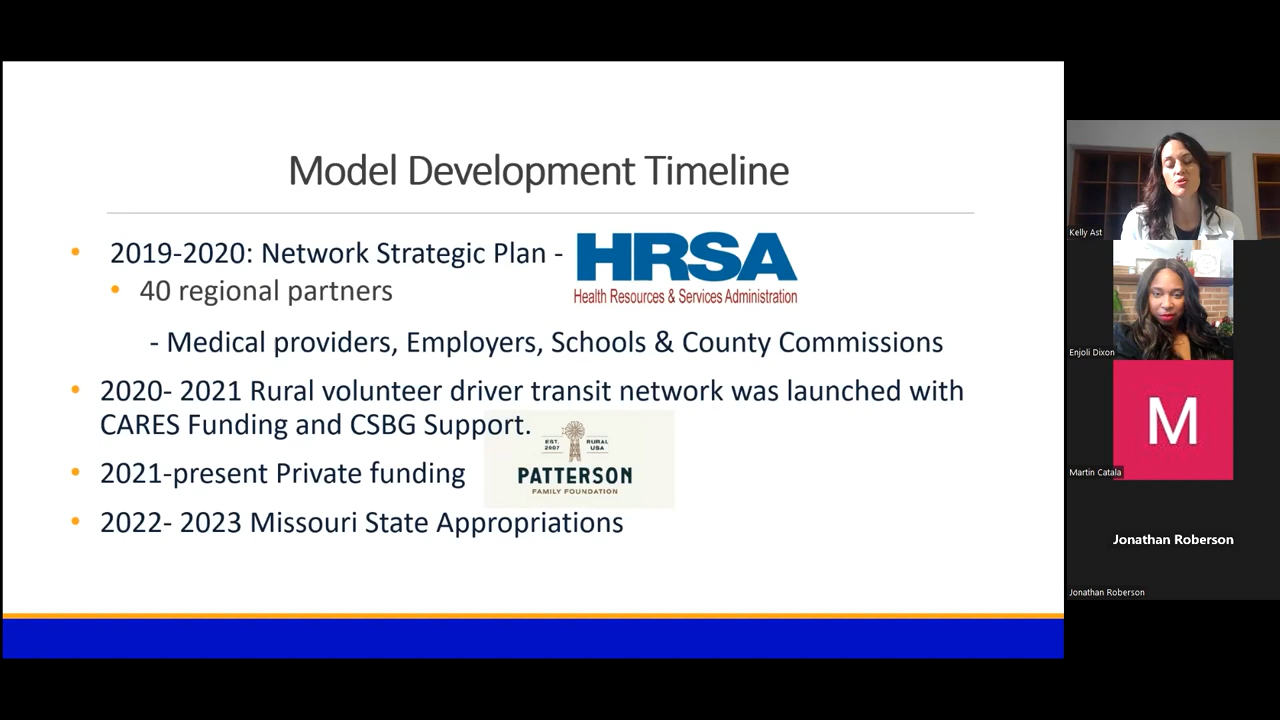 Model Development Timeline
• 2019-2020: Network Strategic Plan -
HRSA
Health Resources & Services Administration
• 40 regional partners
- Medical providers, Employers, Schools & County Commissions
• 2020- 2021 Rural volunteer driver transit network was launched with
CARES Funding and CSBG Support.
EST. 2007
RURAL USA
PATTERSON
FAMILY FOUNDATION
• 2021-present Private funding
• 2022- 2023 Missouri State Appropriations
Kelly Ast
Enjoli Dixon
M
Martin Catala
Jonathan Roberson
Jonathan Roberson